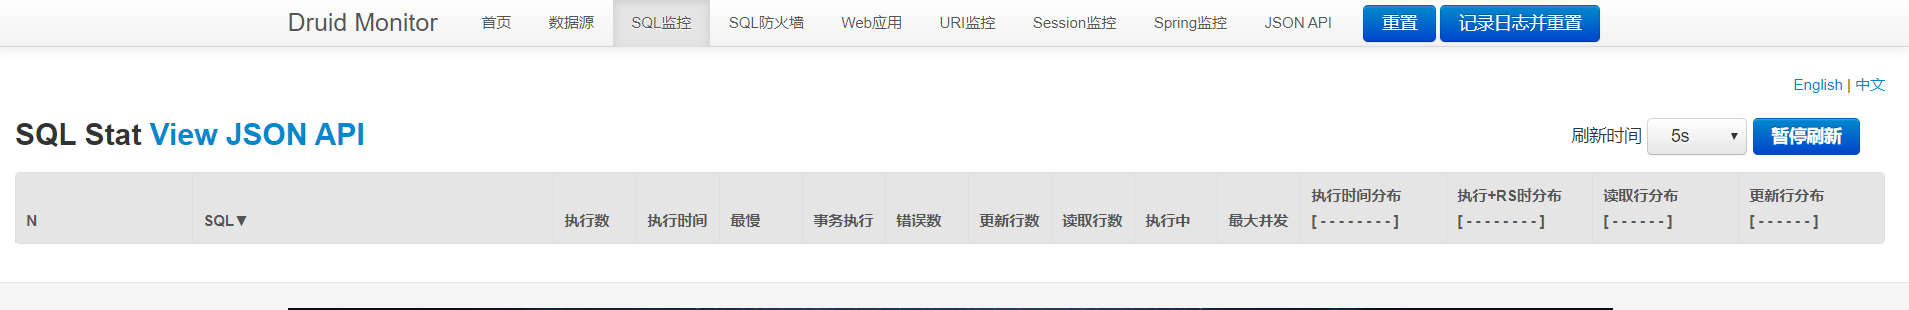 Druid Monitor 首页 数据源 SQL监控 SQL防火墙 Web应用 URI监控 Session监控 Spring监控 JSON API 重置 记录日志并重置
English | 中文
SQL Stat View JSON API 刷新时间 5s 暂停刷新
N SQL▼ 执行数 执行时间 最慢 事务执行 错误数 更新行数 读取行数 执行中 最大并发 执行时间分布 执行+RS时分布 读取行分布 更新行分布
[ - - - - - - - - ] [ - - - - - - - - ] [ - - - - - - ] [ - - - - - - ]